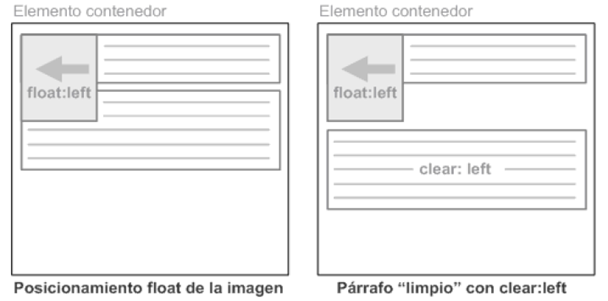 Elemento contenedor
float:left
Posicionamiento float de la imagen
Elemento contenedor
float:left
clear: left
Párrafo “limpio” con clear:left